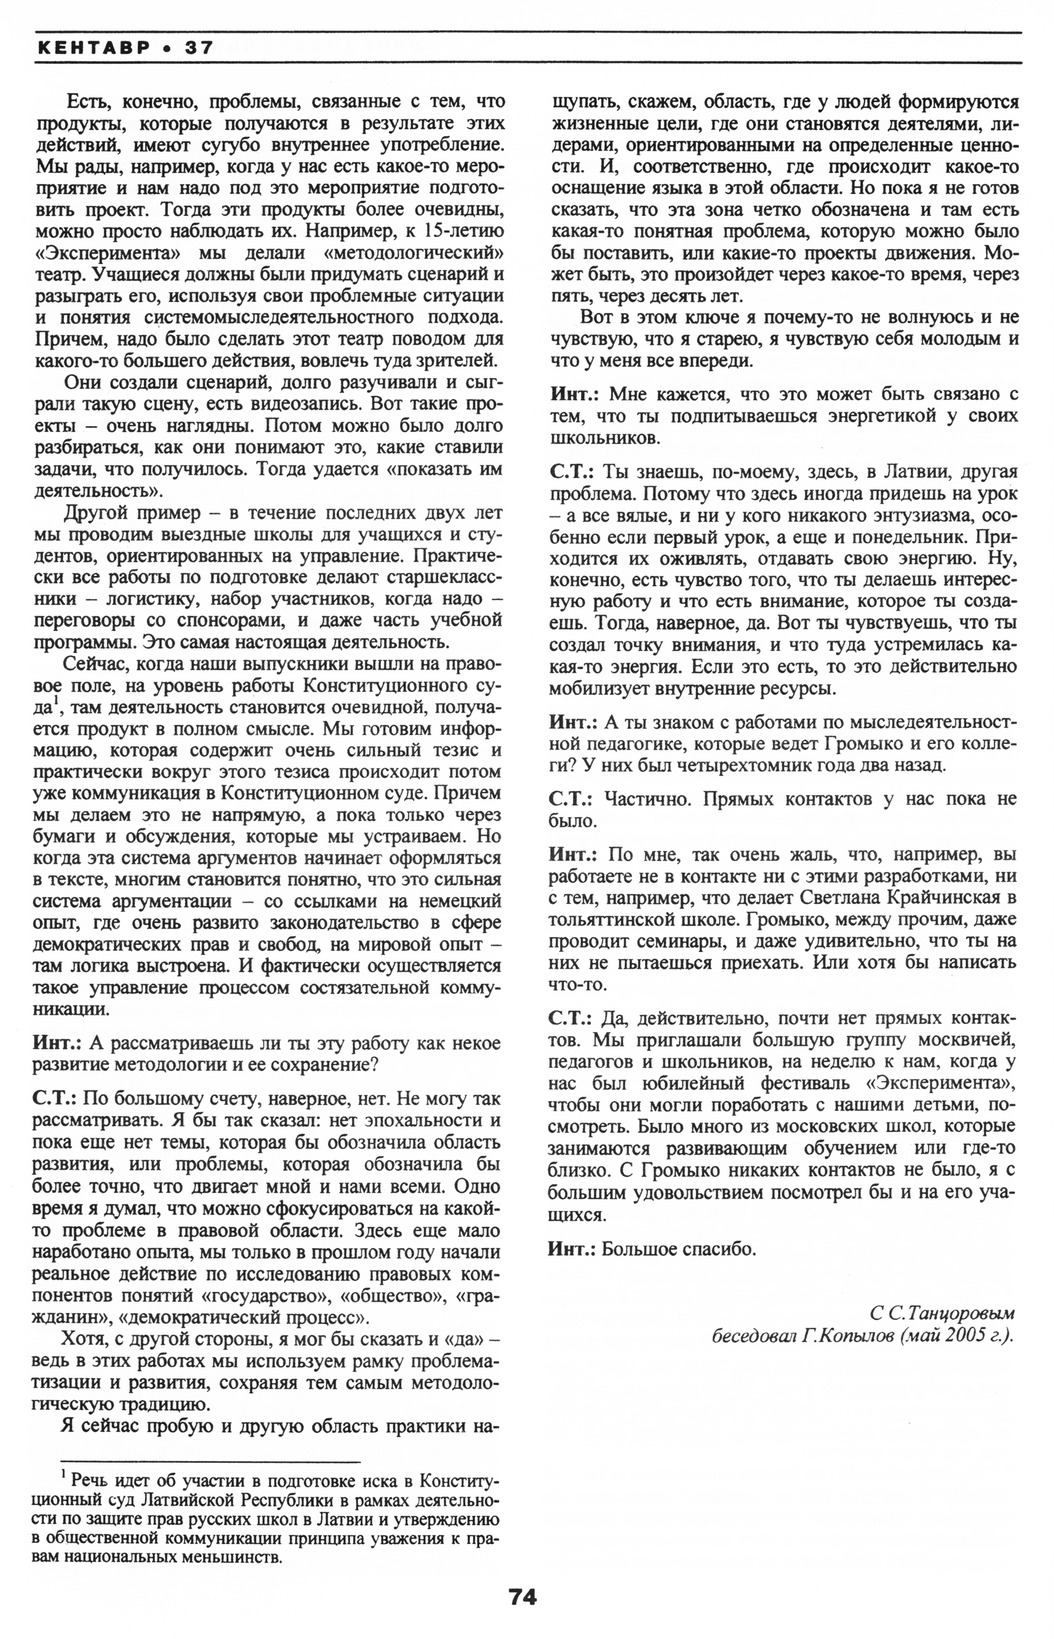 КЕНТАВР • 37
Есть, конечно, проблемы, связанные с тем, что
продукты, которые получаются в результате этих
действий, имеют сугубо внутреннее употребление.
Мы рады, например, когда у нас есть какое-то меро-
приятие и нам надо под это мероприятие подгото-
вить проект. Тогда эти продукты более очевидны,
можно просто наблюдать их. Например, к 15-летию
«Эксперимента» мы делали «методологический»
театр. Учащиеся должны были придумать сценарий и
разыграть его, используя свои проблемные ситуации
и понятия системомыследеятельностного подхода.
Причем, надо было сделать этот театр поводом для
какого-то большего действия, вовлечь туда зрителей.
Они создали сценарий, долго разучивали и сыг-
рали такую сцену, есть видеозапись. Вот такие про-
екты – очень наглядны. Потом можно было долго
разбираться, как они понимают это, какие ставили
задачи, что получилось. Тогда удается «показать им
деятельность».
Другой пример – в течение последних двух лет
мы проводим выездные школы для учащихся и сту-
дентов, ориентированных на управление. Практиче-
ски все работы по подготовке делают старшекласс-
ники – логистику, набор участников, когда надо –
переговоры со спонсорами, и даже часть учебной
программы. Это самая настоящая деятельность.
Сейчас, когда наши выпускники вышли на право-
вое поле, на уровень работы Конституционного су-
да¹, там деятельность становится очевидной, получа-
ется продукт в полном смысле. Мы готовим инфор-
мацию, которая содержит очень сильный тезис и
практически вокруг этого тезиса происходит потом
уже коммуникация в Конституционном суде. Причем
мы делаем это не напрямую, а пока только через
бумаги и обсуждения, которые мы устраиваем. Но
когда эта система аргументов начинает оформляться
в тексте, многим становится понятно, что это сильная
система аргументации – со ссылками на немецкий
опыт, где очень развито законодательство в сфере
демократических прав и свобод, на мировой опыт –
там логика выстроена. И фактически осуществляется
такое управление процессом состязательной комму-
никации.
Инт.: А рассматриваешь ли ты эту работу как некое
развитие методологии и ее сохранение?
С.Т.: По большому счету, наверное, нет. Не могу так
рассматривать. Я бы так сказал: нет эпохальности и
пока еще нет темы, которая бы обозначила область
развития, или проблемы, которая обозначила бы
более точно, что двигает мной и нами всеми. Одно
время я думал, что можно сфокусироваться на какой-
то проблеме в правовой области. Здесь еще мало
наработано опыта, мы только в прошлом году начали
реальное действие по исследованию правовых ком-
понентов понятий «государство», «общество», «гра-
жданин», «демократический процесс».
Хотя, с другой стороны, я мог бы сказать и «да» –
ведь в этих работах мы используем рамку проблема-
тизации и развития, сохраняя тем самым методоло-
гическую традицию.
Я сейчас пробую и другую область практики на-
¹ Речь идет об участии в подготовке иска в Конститу-
ционный суд Латвийской Республики в рамках деятельно-
сти по защите прав русских школ в Латвии и утверждению
в общественной коммуникации принципа уважения к пра-
вам национальных меньшинств.
щупать, скажем, область, где у людей формируются
жизненные цели, где они становятся деятелями, ли-
дерами, ориентированными на определенные ценно-
сти. И, соответственно, где происходит какое-то
оснащение языка в этой области. Но пока я не готов
сказать, что эта зона четко обозначена и там есть
какая-то понятная проблема, которую можно было
бы поставить, или какие-то проекты движения. Мо-
жет быть, это произойдет через какое-то время, через
пять, через десять лет.
Вот в этом ключе я почему-то не волнуюсь и не
чувствую, что я старею, я чувствую себя молодым и
что у меня все впереди.
Инт.: Мне кажется, что это может быть связано с
тем, что ты подпитываешься энергетикой у своих
школьников.
С.Т.: Ты знаешь, по-моему, здесь, в Латвии, другая
проблема. Потому что здесь иногда придешь на урок
– а все вялые, и ни у кого никакого энтузиазма, осо-
бенно если первый урок, а еще и понедельник. При-
ходится их оживлять, отдавать свою энергию. Ну,
конечно, есть чувство того, что ты делаешь интерес-
ную работу и что есть внимание, которое ты созда-
ешь. Тогда, наверное, да. Вот ты чувствуешь, что ты
создал точку внимания, и что туда устремилась ка-
кая-то энергия. Если это есть, то это действительно
мобилизует внутренние ресурсы.
Инт.: А ты знаком с работами по мыследеятельност-
ной педагогике, которые ведет Громыко и его колле-
ги? У них был четырехтомник года два назад.
С.Т.: Частично. Прямых контактов у нас пока не
было.
Инт.: По мне, так очень жаль, что, например, вы
работаете не в контакте ни с этими разработками, ни
с тем, например, что делает Светлана Крайчинская в
тольяттинской школе. Громыко, между прочим, даже
проводит семинары, и даже удивительно, что ты на
них не пытаешься приехать. Или хотя бы написать
что-то.
С.Т.: Да, действительно, почти нет прямых контак-
тов. Мы приглашали большую группу москвичей,
педагогов и школьников, на неделю к нам, когда у
нас был юбилейный фестиваль «Эксперимента»,
чтобы они могли поработать с нашими детьми, по-
смотреть. Было много из московских школ, которые
занимаются развивающим обучением или где-то
близко. С Громыко никаких контактов не было, я с
большим удовольствием посмотрел бы и на его уча-
щихся.
Инт.: Большое спасибо.
С С.Танцоровым
беседовал Г.Копылов (май 2005 г.).
74